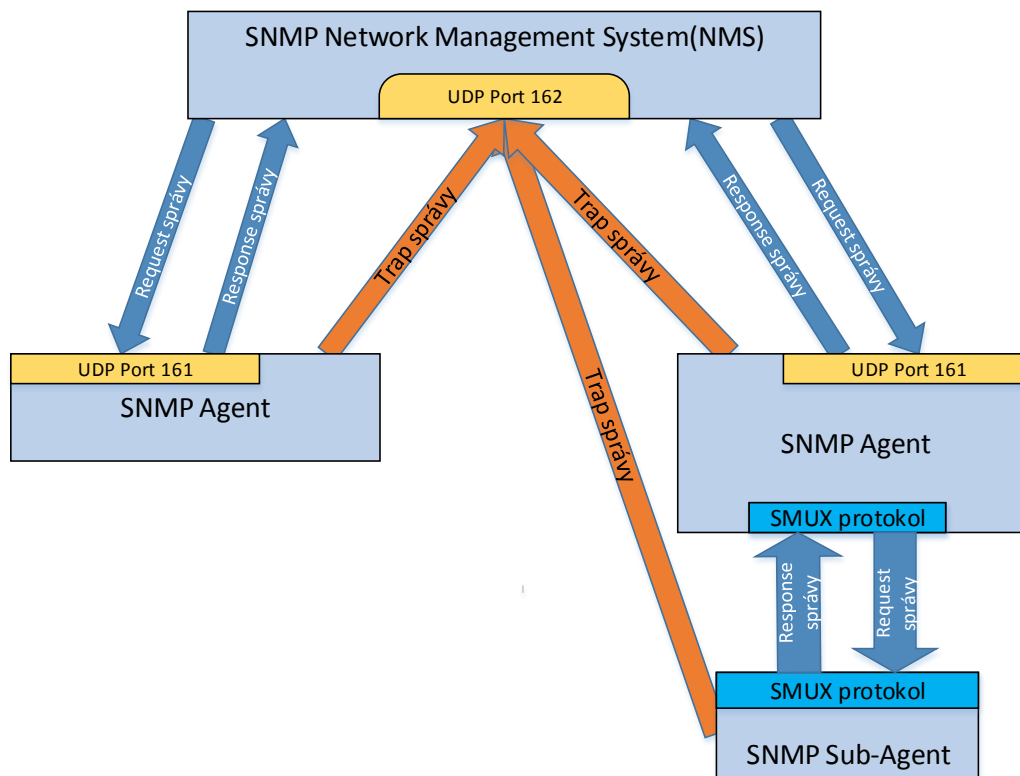 SNMP Network Management System(NMS)
UDP Port 162
Request správy
Response správy
Trap správy
Trap správy
Trap správy
Response správy
Request správy
UDP Port 161
SNMP Agent
UDP Port 161
SNMP Agent
SMUX protokol
Response
správy
Request
správy
SMUX protokol
SNMP Sub-Agent